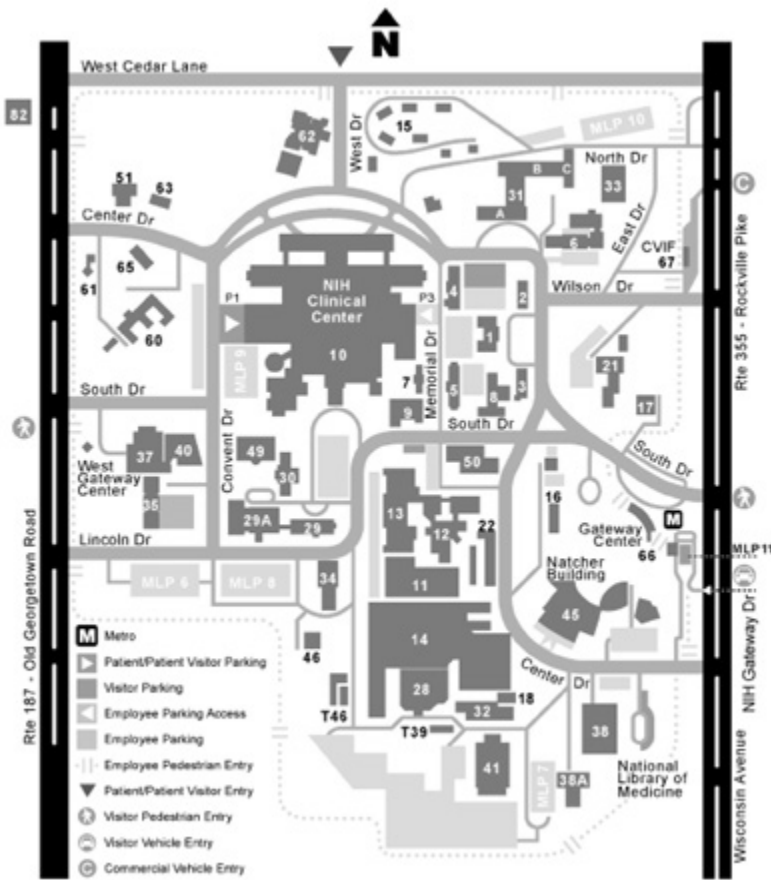 N
West Cedar Lane
82
62
West Dr
15
MLP 10
B
C
North Dr
31
33
51
63
A
Center Dr
6
East Dr
CVIF
67
65
61
NIH
Clinical
Center
P1
P3
4
2
Wilson Dr
60
10
1
Memorial Dr
MLP 9
7
5
8
3
21
9
17
South Dr
South Dr
South Dr
Convent Dr
37
40
49
50
West
Gateway
Center
30
16
35
13
22
29A
29
12
Gateway
Center
66
M
MLP 11
Lincoln Dr
Natcher
Building
MLP 6
MLP 8
34
11
45
14
46
Center Dr
28
18
T46
32
T39
38
41
MLP 7
38A
National
Library of
Medicine
M Metro
Patient/Patient Visitor Parking
Visitor Parking
Employee Parking Access
Employee Parking
Employee Pedestrian Entry
Patient/Patient Visitor Entry
Visitor Pedestrian Entry
Visitor Vehicle Entry
C Commercial Vehicle Entry
Rte 187 - Old Georgetown Road
C
Rte 355 - Rockville Pike
NIH Gateway Dr
Wisconsin Avenue